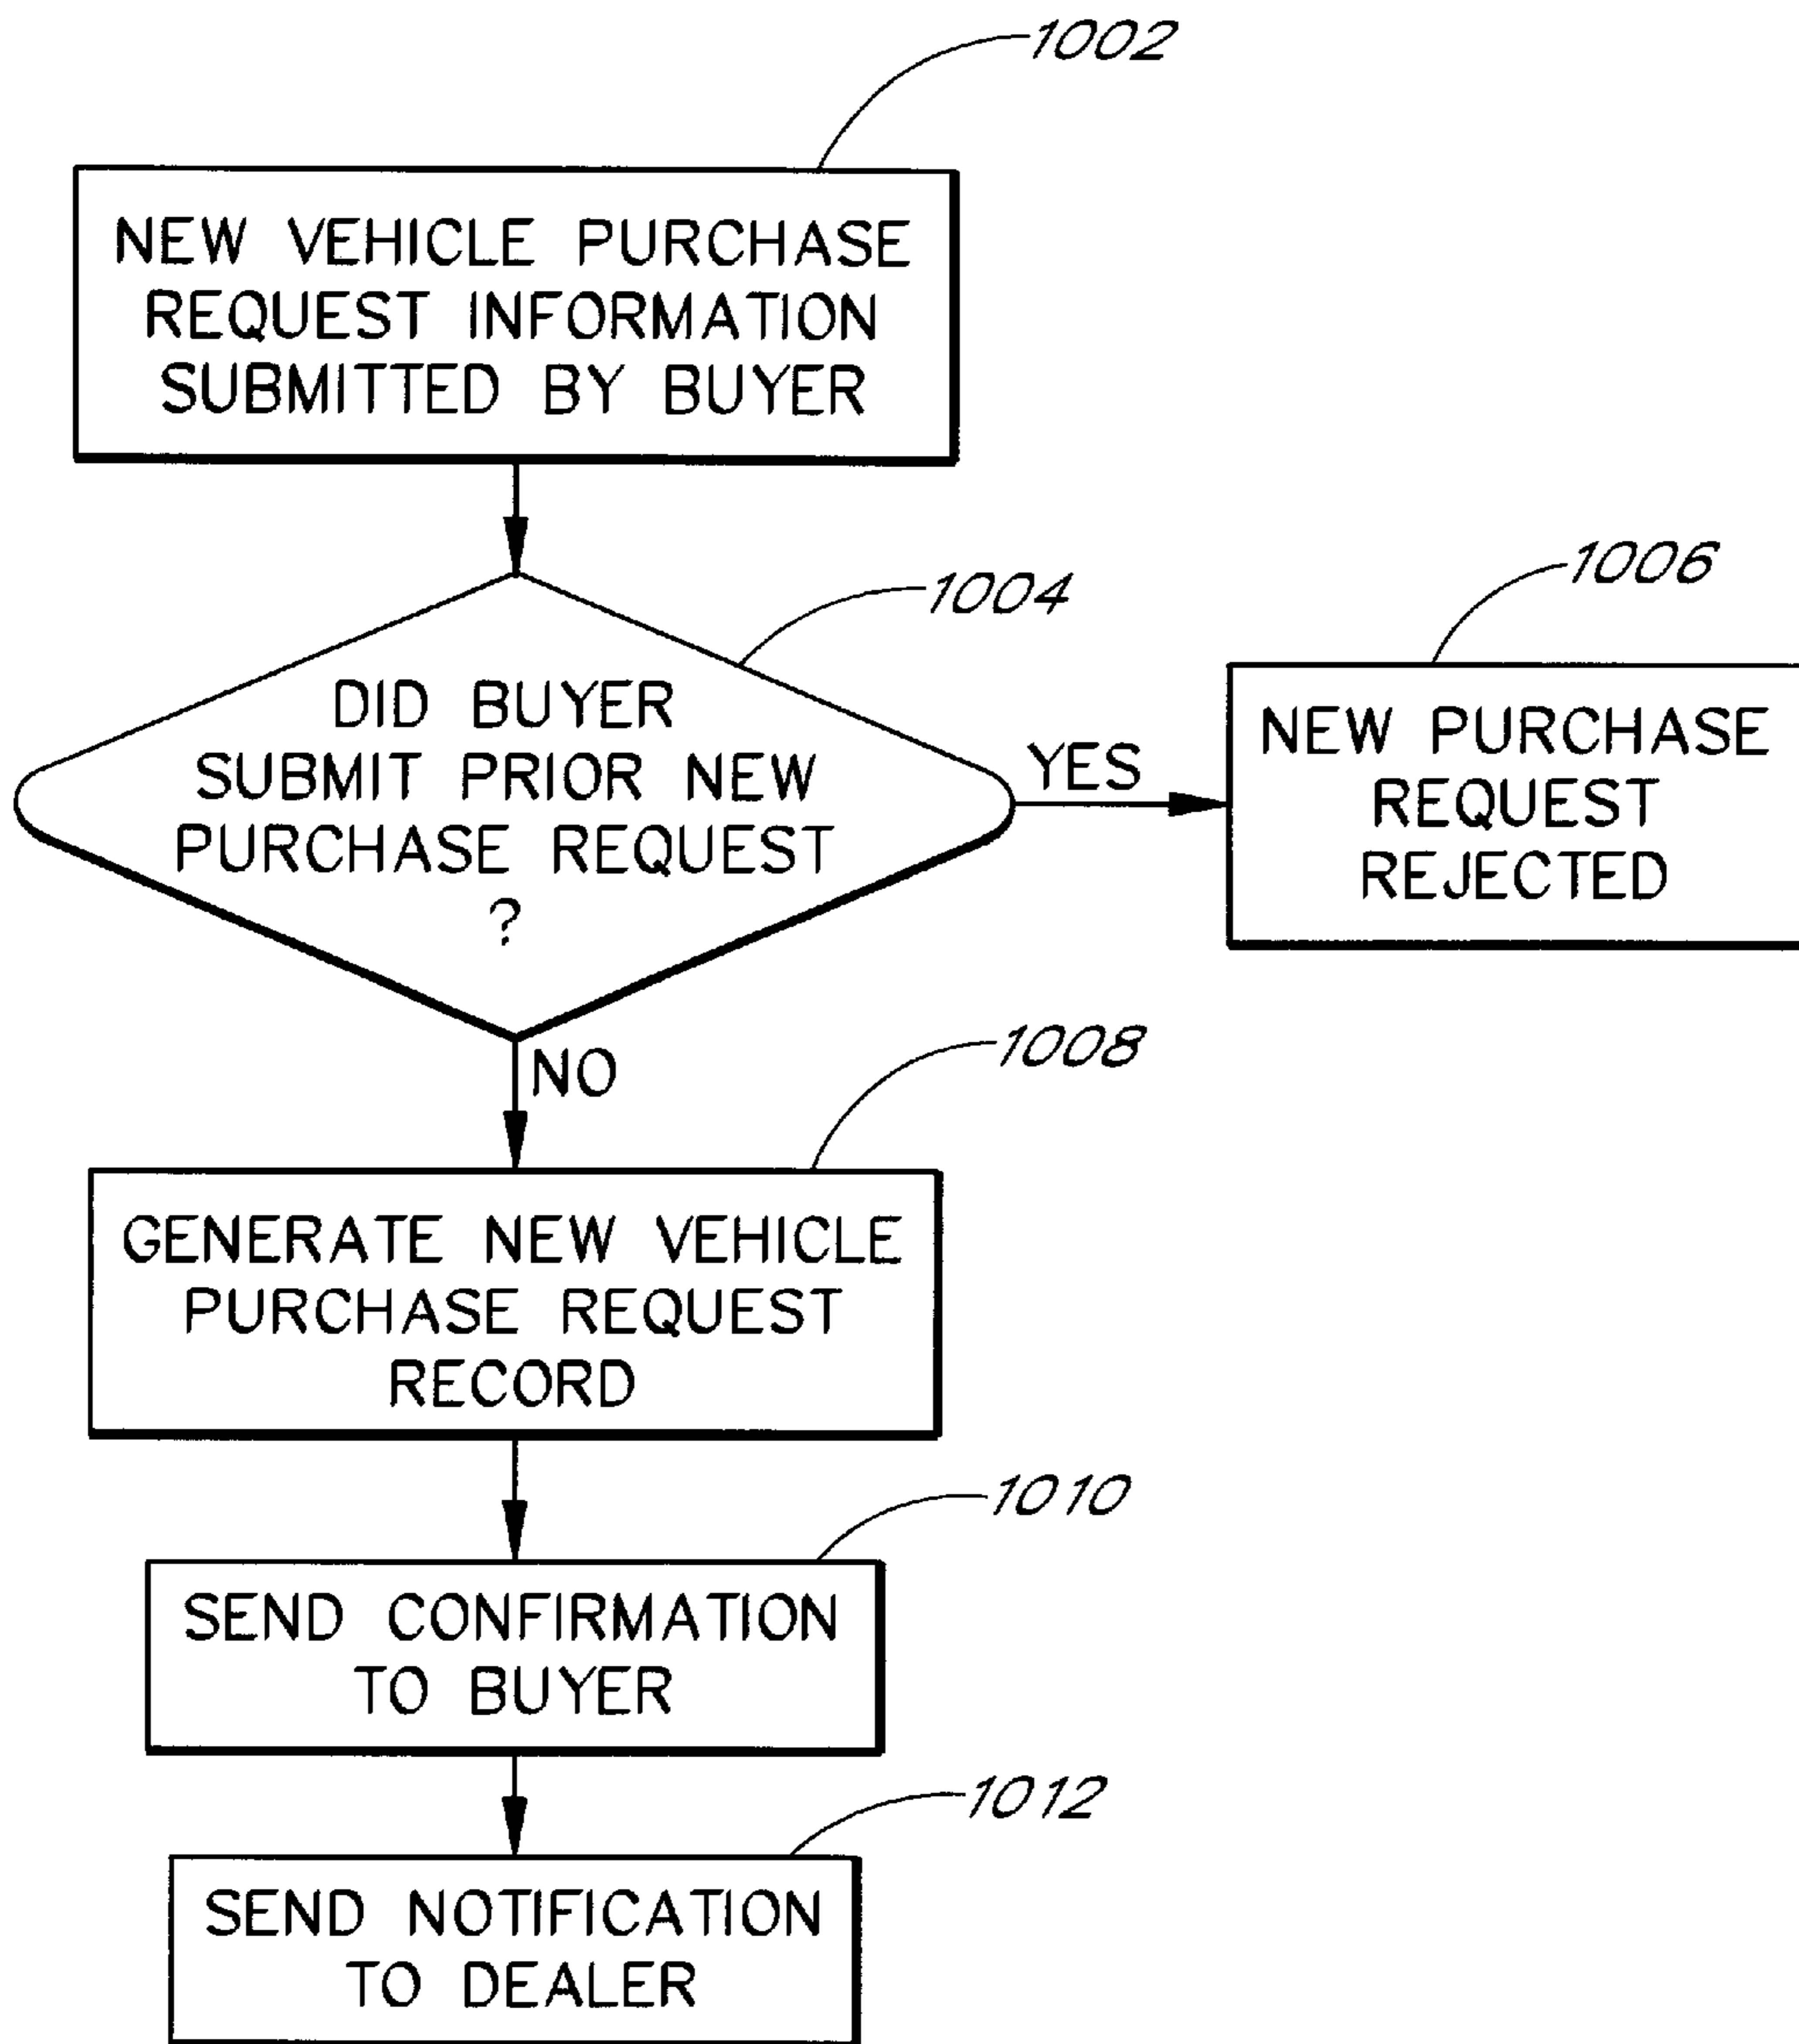 1002
NEW VEHICLE PURCHASE
REQUEST INFORMATION
SUBMITTED BY BUYER
1004
DID BUYER
SUBMIT PRIOR NEW
PURCHASE REQUEST
?
YES
1006
NEW PURCHASE
REQUEST
REJECTED
NO
1008
GENERATE NEW VEHICLE
PURCHASE REQUEST
RECORD
1010
SEND CONFIRMATION
TO BUYER
1012
SEND NOTIFICATION
TO DEALER